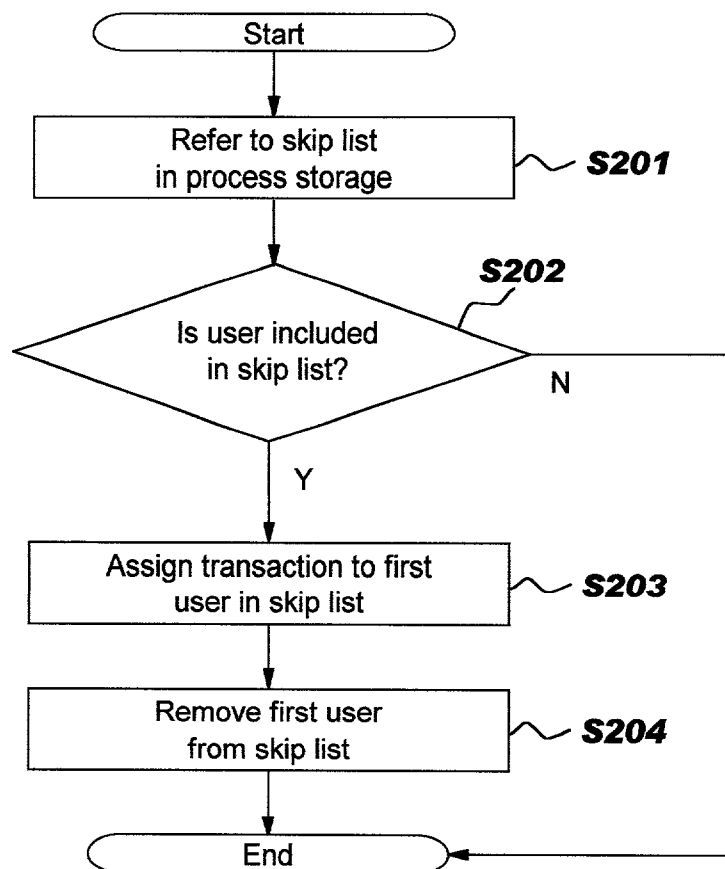 Start
Refer to skip list
in process storage
S201
S202
Is user included
in skip list?
N
Y
Assign transaction to first
user in skip list
S203
Remove first user
from skip list
S204
End